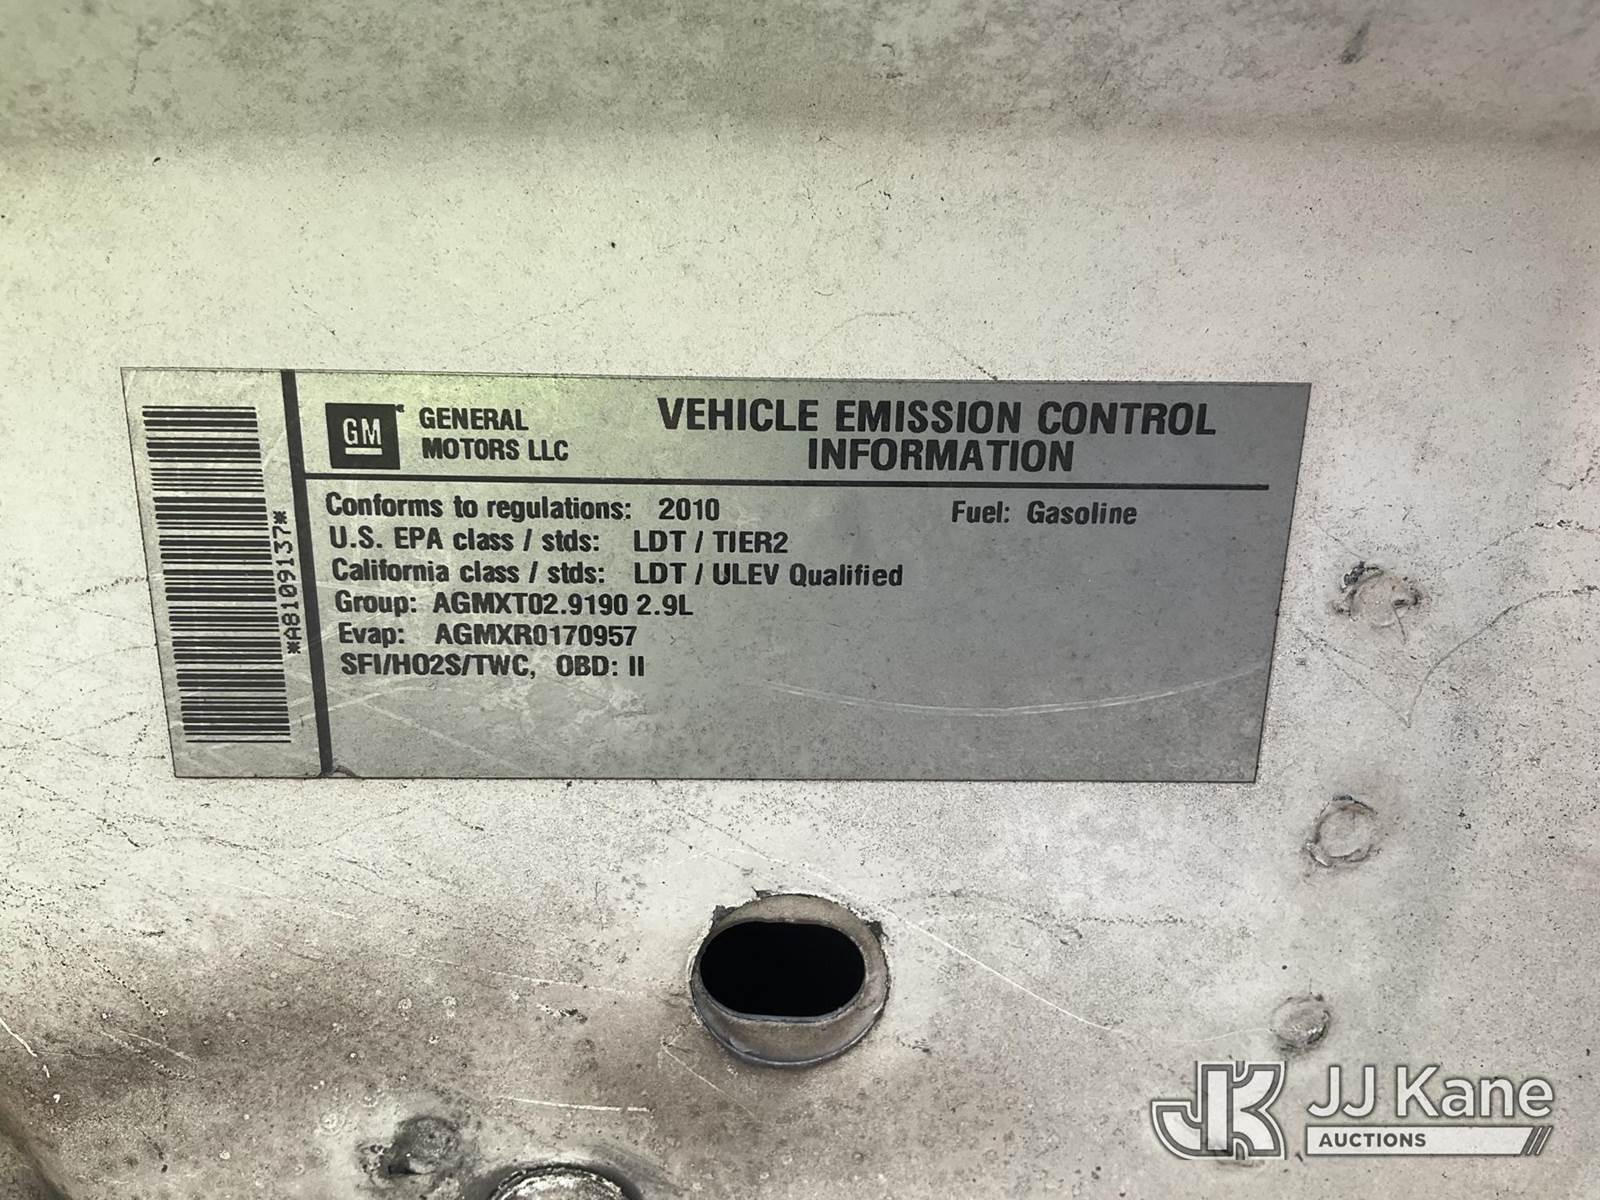 GM
GENERAL
MOTORS LLC
VEHICLE EMISSION CONTROL
INFORMATION
Conforms to regulations: 2010 Fuel: Gasoline
U.S. EPA class / stds: LDT / TIER2
California class / stds: LDT / ULEV Qualified
Group: AGMXT02.9190 2.9L
Evap: AGMXR0170957
SFI/HO2S/TWC, OBD: II
*A8109137*
JJ Kane
AUCTIONS